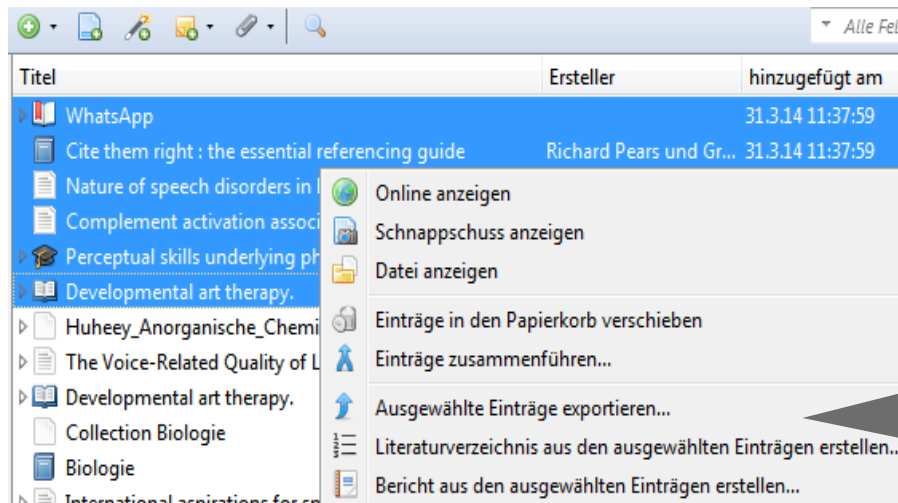 Alle Fel
Titel Ersteller hinzugefügt am
WhatsApp 31.3.14 11:37:59
Cite them right : the essential referencing guide Richard Pears und Gr... 31.3.14 11:37:59
Nature of speech disorders in
Complement activation associ
Perceptual skills underlying ph
Developmental art therapy.
Huheey_Anorganische_Chemi
The Voice-Related Quality of L
Developmental art therapy.
Collection Biologie
Biologie
International aspirations for sp
Online anzeigen
Schnappschuss anzeigen
Datei anzeigen
Einträge in den Papierkorb verschieben
Einträge zusammenführen...
Ausgewählte Einträge exportieren...
Literaturverzeichnis aus den ausgewählten Einträgen erstellen..
Bericht aus den ausgewählten Einträgen erstellen...